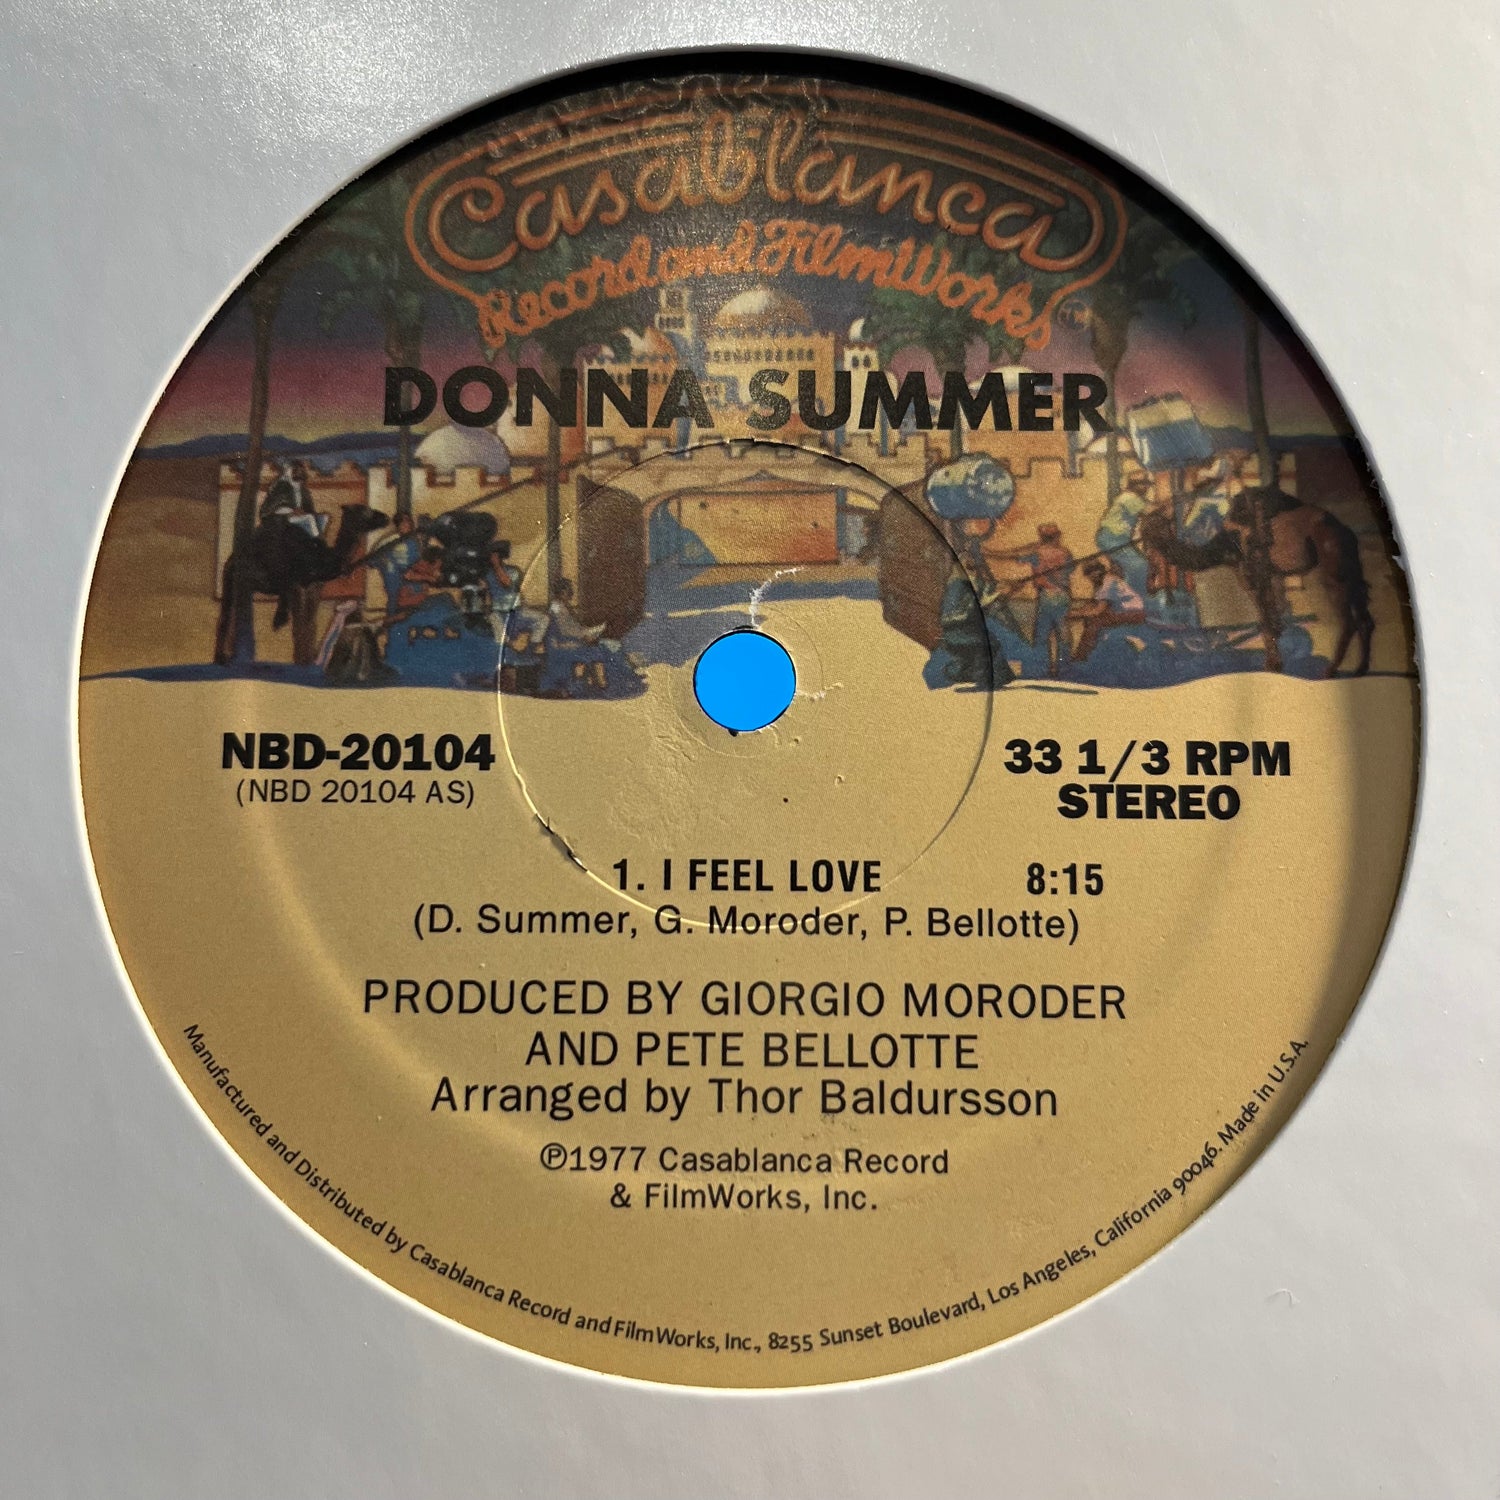 Casablanca
Record and FilmWorks
TM
DONNA SUMMER
NBD-20104
(NBD 20104 AS)
33 1/3 RPM
STEREO
1. I FEEL LOVE 8:15
(D. Summer, G. Moroder, P. Bellotte)
PRODUCED BY GIORGIO MORODER
AND PETE BELLOTTE
Arranged by Thor Baldursson
℗1977 Casablanca Record
& FilmWorks, Inc.
Manufactured and Distributed by Casablanca Record and FilmWorks, Inc., 8255 Sunset Boulevard, Los Angeles, California 90046. Made in U.S.A.